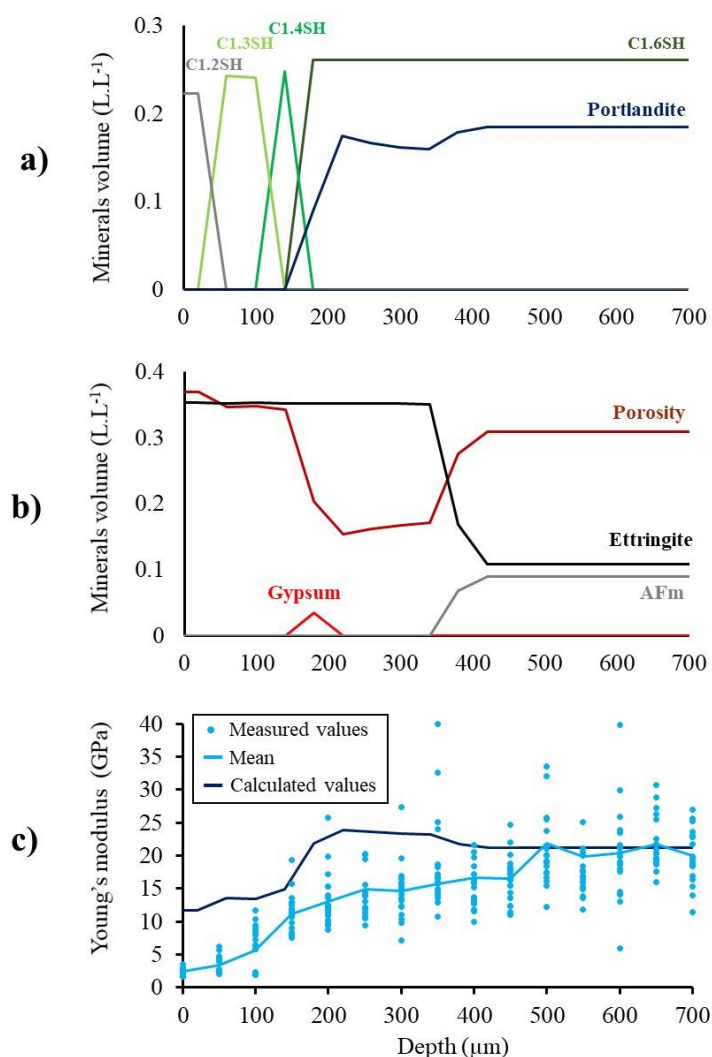 a)
Minerals volume (L.L⁻¹)
0.3
0.2
0.1
0
C1.2SH
C1.3SH
C1.4SH
C1.6SH
Portlandite
0 100 200 300 400 500 600 700
b)
Minerals volume (L.L⁻¹)
0.4
0.3
0.2
0.1
0
Porosity
Ettringite
Gypsum
AFm
0 100 200 300 400 500 600 700
c)
Young's modulus (GPa)
40
35
30
25
20
15
10
5
0
Measured values
Mean
Calculated values
0 100 200 300 400 500 600 700
Depth (µm)